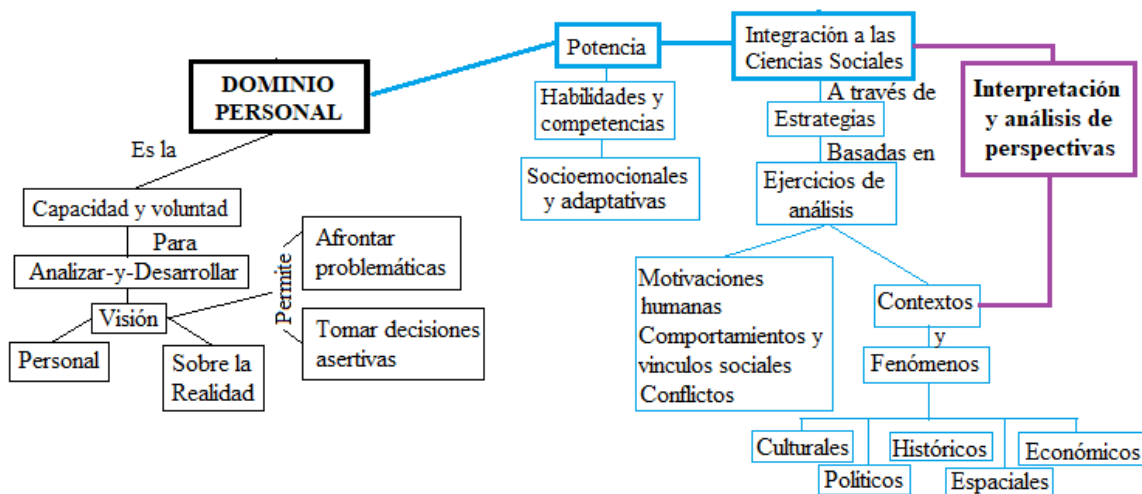 DOMINIO
PERSONAL
Es la
Capacidad y voluntad
Para
Analizar-y-Desarrollar
Visión
Personal
Sobre la
Realidad
Permite
Afrontar
problemáticas
Tomar decisiones
asertivas
Potencia
Habilidades y
competencias
Socioemocionales
y adaptativas
Integración a las
Ciencias Sociales
A través de
Estrategias
Basadas en
Ejercicios de
análisis
Motivaciones
humanas
Comportamientos y
vinculos sociales
Conflictos
Contextos
y
Fenómenos
Culturales
Políticos
Históricos
Espaciales
Económicos
Interpretación
y análisis de
perspectivas